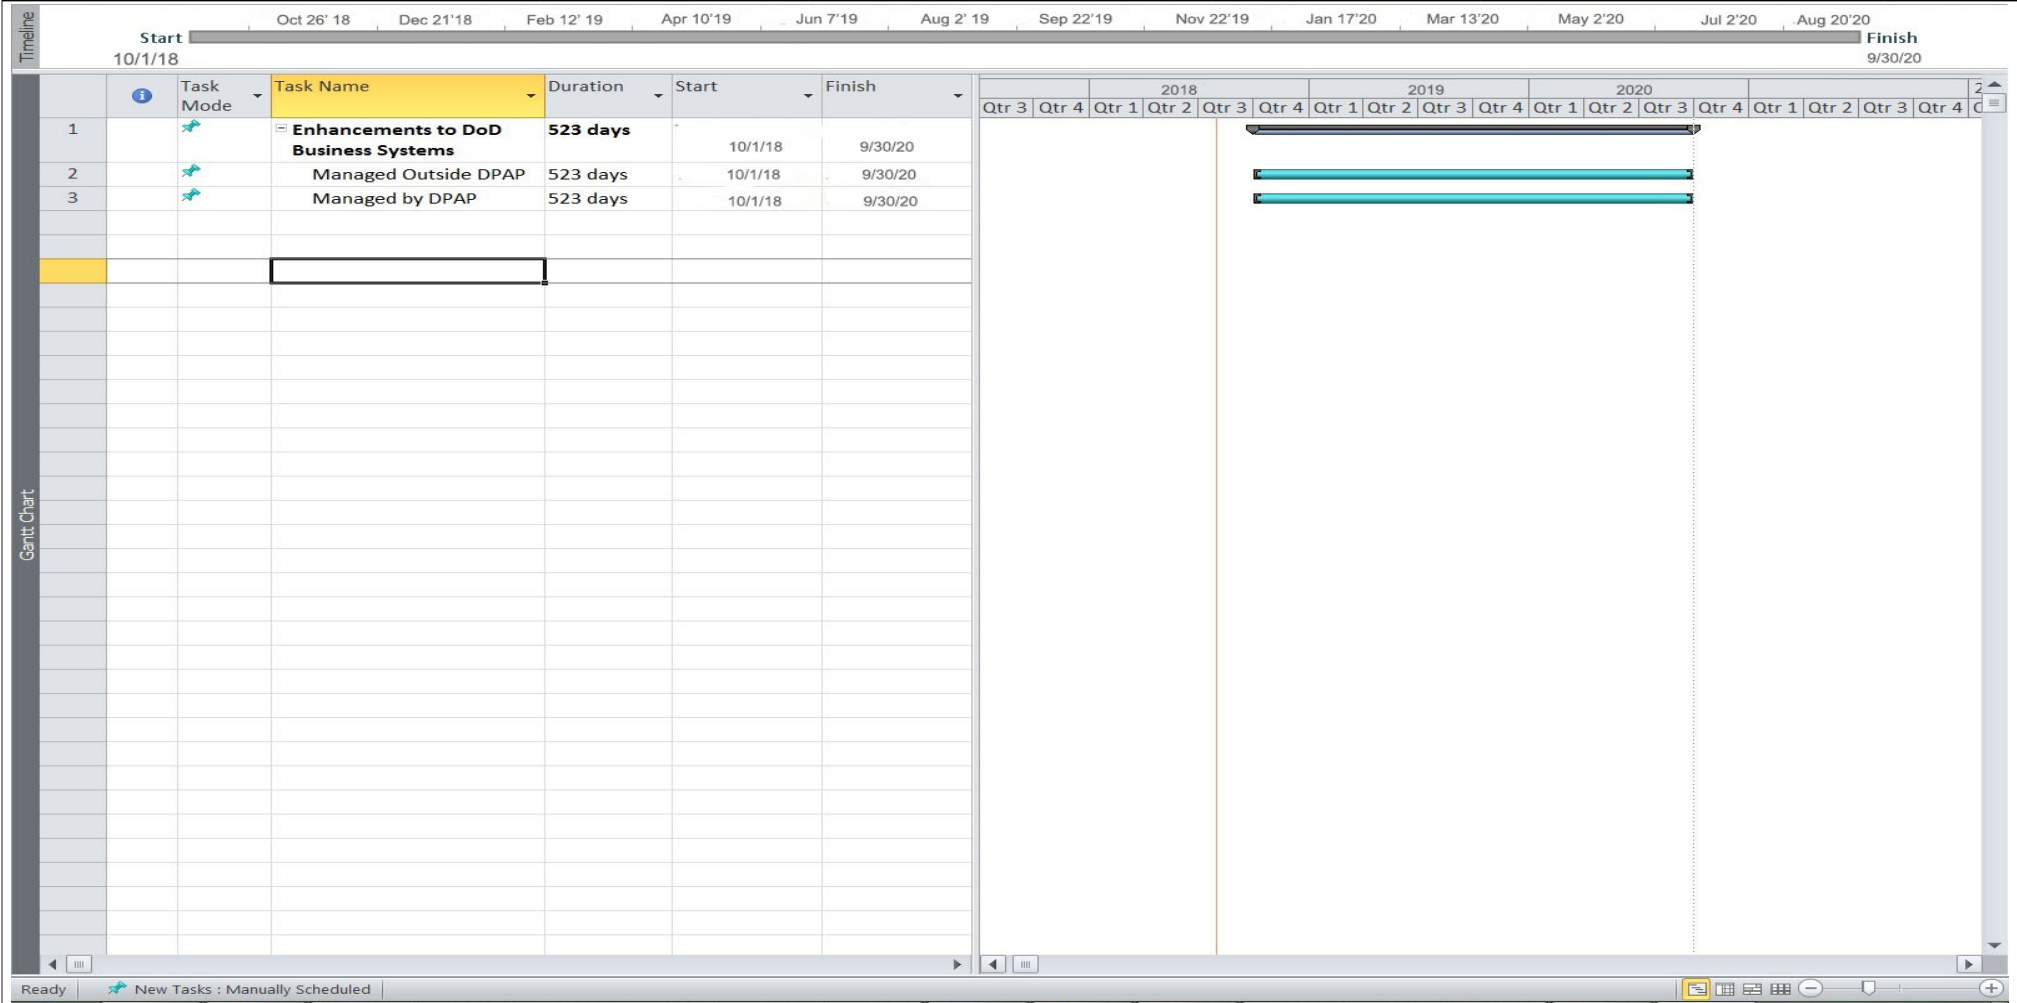 Timeline
Oct 26' 18 Dec 21'18 Feb 12' 19 Apr 10'19 Jun 7'19 Aug 2' 19 Sep 22'19 Nov 22'19 Jan 17'20 Mar 13'20 May 2'20 Jul 2'20 Aug 20'20
Start Finish
10/1/18 9/30/20
Task Mode Task Name Duration Start Finish
2018 2019 2020 2
Qtr 3 Qtr 4 Qtr 1 Qtr 2 Qtr 3 Qtr 4 Qtr 1 Qtr 2 Qtr 3 Qtr 4 Qtr 1 Qtr 2 Qtr 3 Qtr 4 Qtr 1 Qtr 2 Qtr 3 Qtr 4
1 Enhancements to DoD 523 days
Business Systems 10/1/18 9/30/20
2 Managed Outside DPAP 523 days 10/1/18 9/30/20
3 Managed by DPAP 523 days 10/1/18 9/30/20
Gantt Chart
Ready New Tasks : Manually Scheduled